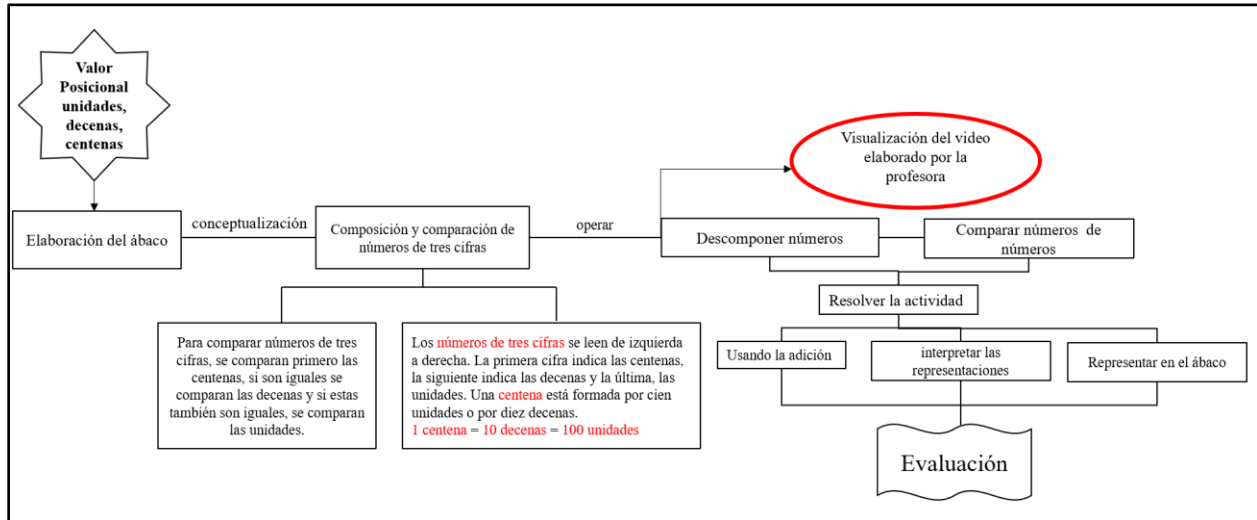 Valor
Posicional
unidades,
decenas,
centenas
Visualización del video
elaborado por la
profesora
Elaboración del ábaco
conceptualización
Composición y comparación de
números de tres cifras
operar
Descomponer números
Comparar números de
números
Resolver la actividad
Para comparar números de tres
cifras, se comparan primero las
centenas, si son iguales se
comparan las decenas y si estas
también son iguales, se comparan
las unidades.
Los números de tres cifras se leen de izquierda
a derecha. La primera cifra indica las centenas,
la siguiente indica las decenas y la última, las
unidades. Una centena está formada por cien
unidades o por diez decenas.
1 centena = 10 decenas = 100 unidades
Usando la adición
interpretar las
representaciones
Representar en el ábaco
Evaluación